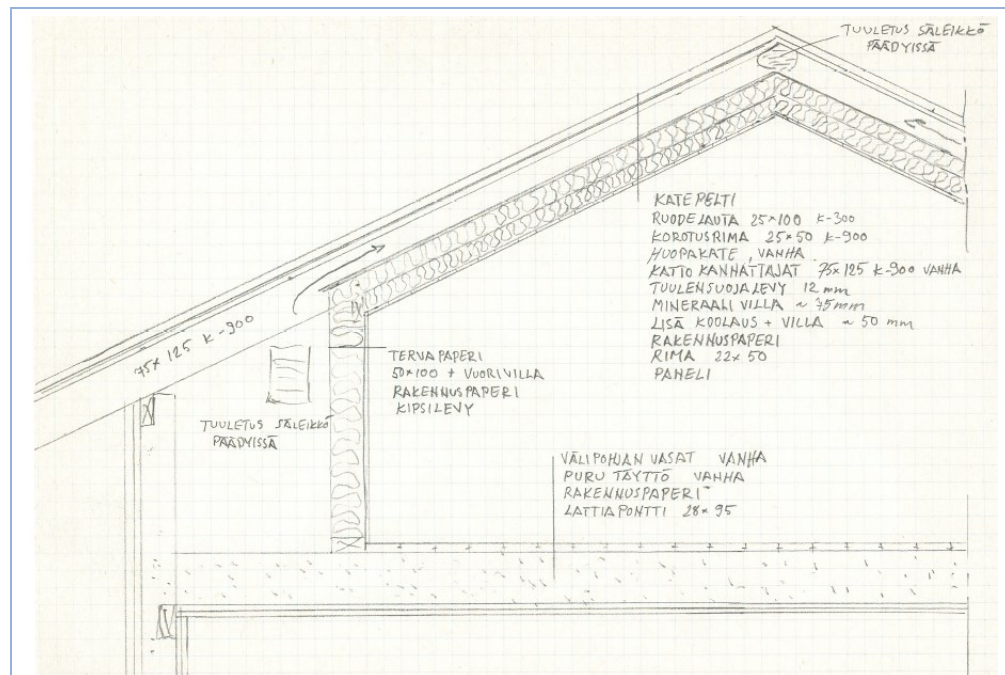 TUULETUS SÄLEIKKÖ
PÄÄDYISSÄ
KATE PELTI
RUODE LAUTA 25×100 K-300
KOROTUSRIMA 25×50 K-900
HUOPAKATE, VANHA
KATTO KANNATTAJAT 75×125 K-900 VANHA
TUULENSUOJALEVY 12 mm
MINERAALI VILLA ~ 75mm
LISÄ KOOLAUS + VILLA ~ 50 mm
RAKENNUSPAPERI
RIMA 22×50
PANELI
75×125 K-900
TERVAPAPERI
50×100 + VUORIVILLA
RAKENNUSPAPERI
KIPSILEVY
TUULETUS SÄLEIKKÖ
PÄÄDYISSÄ
VÄLIPOHJAN VASAT VANHA
PURU TÄYTTÖ VANHA
RAKENNUSPAPERI
LATTIAPONTTI 28×95